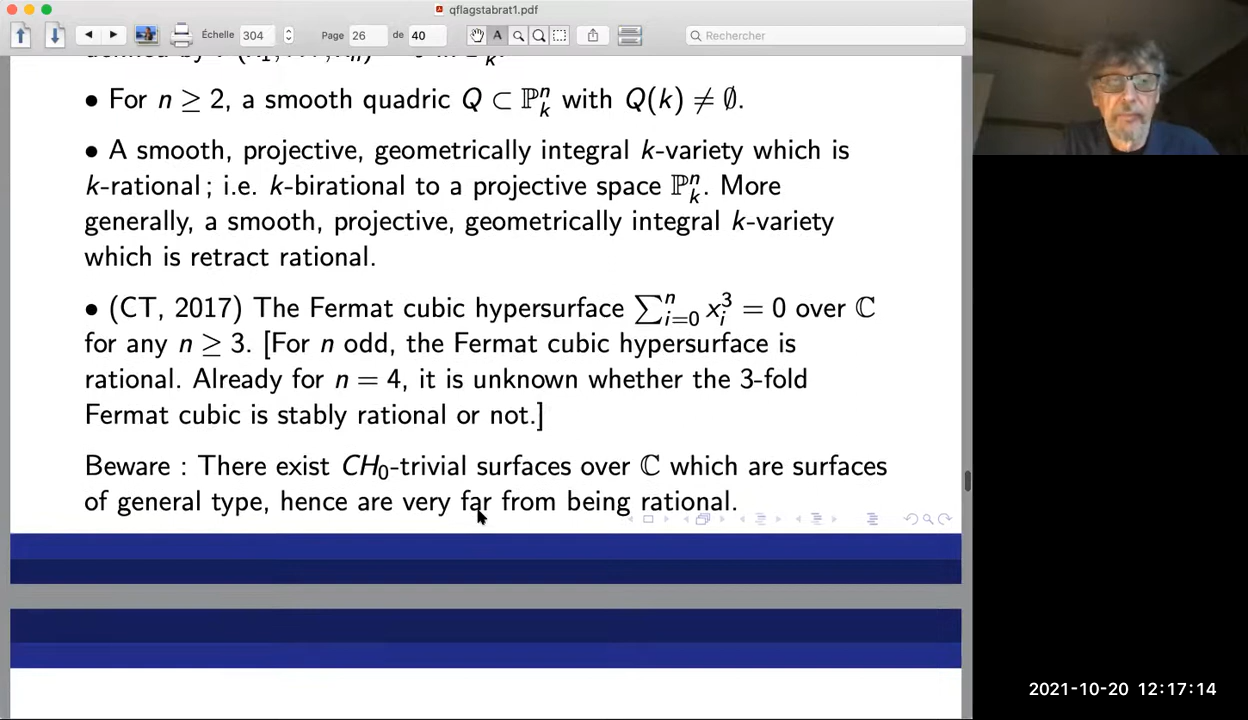 qflagstabrat1.pdf
Échelle 304 Page 26 de 40 Rechercher
• For n ≥ 2, a smooth quadric Q ⊂ ℙⁿₖ with Q(k) ≠ ∅.
• A smooth, projective, geometrically integral k-variety which is
k-rational ; i.e. k-birational to a projective space ℙⁿₖ. More
generally, a smooth, projective, geometrically integral k-variety
which is retract rational.
• (CT, 2017) The Fermat cubic hypersurface ∑ⁿᵢ₌₀ xᵢ³ = 0 over ℂ
for any n ≥ 3. [For n odd, the Fermat cubic hypersurface is
rational. Already for n = 4, it is unknown whether the 3-fold
Fermat cubic is stably rational or not.]
Beware : There exist CH₀-trivial surfaces over ℂ which are surfaces
of general type, hence are very far from being rational.
2021-10-20 12:17:14